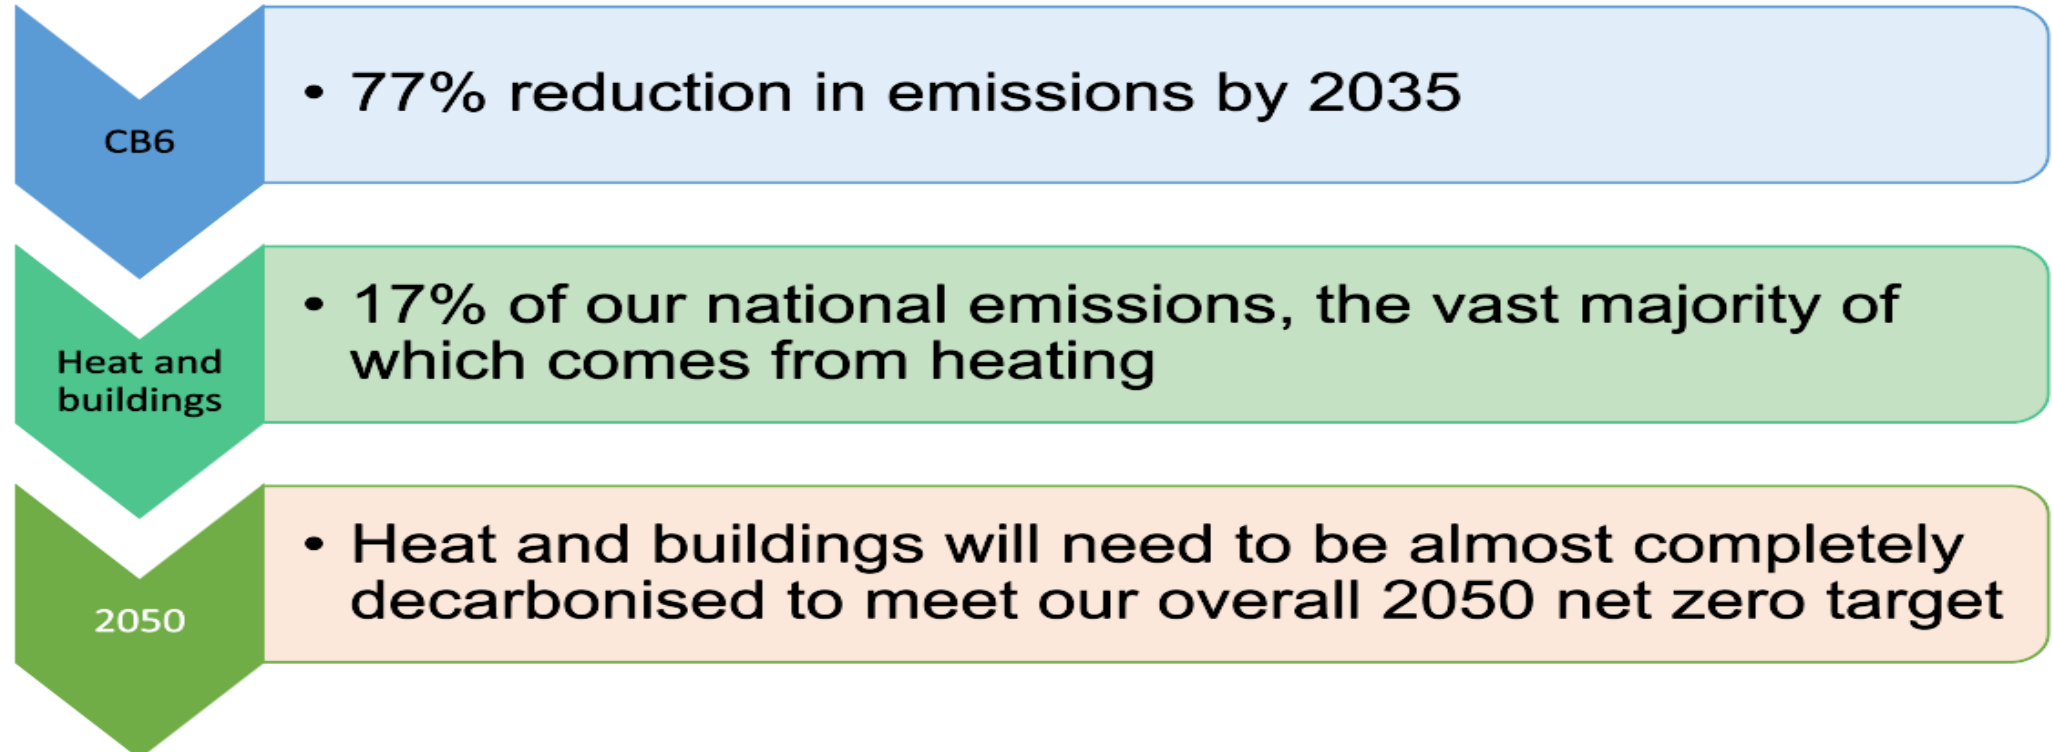 CB6
• 77% reduction in emissions by 2035
Heat and
buildings
• 17% of our national emissions, the vast majority of
which comes from heating
2050
• Heat and buildings will need to be almost completely
decarbonised to meet our overall 2050 net zero target